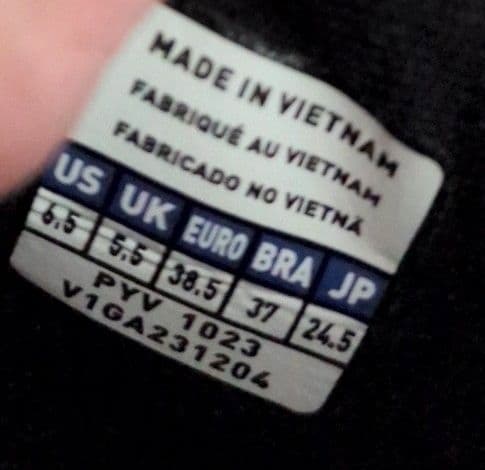 MADE IN VIETNAM
FABRIQUÉ AU VIETNAM
FABRICADO NO VIETNÃ
US UK EURO BRA JP
6.5 5.5 38.5 37 24.5
PYV 1023
V1GA231204